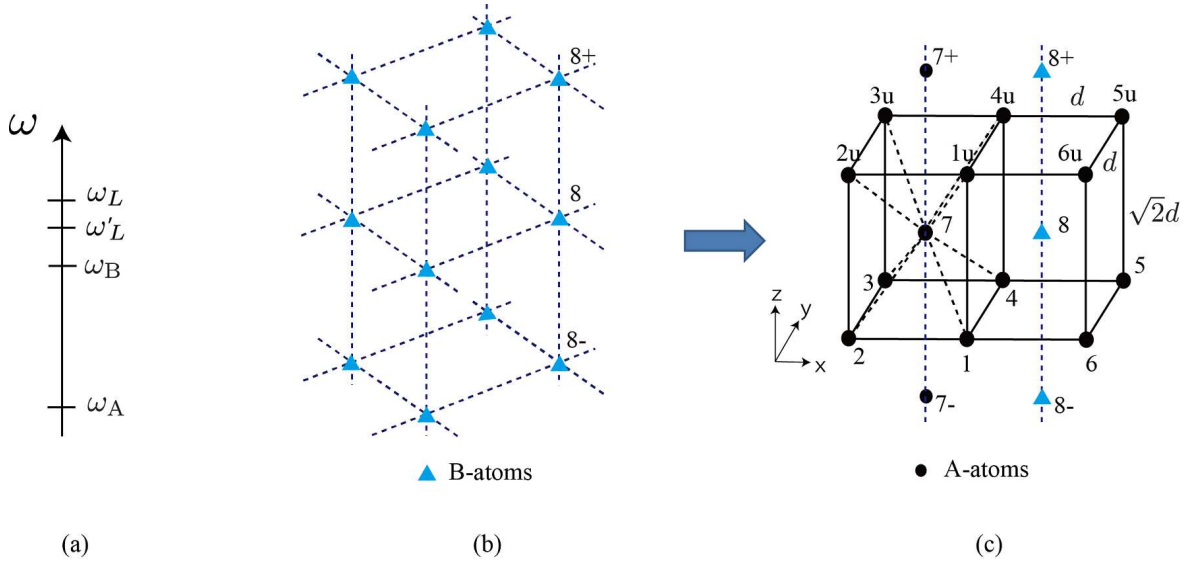 ω
ω_L
ω'_L
ω_B
ω_A
(a)
8+
8
8-
B-atoms
(b)
7+
8+
3u
4u
d
5u
2u
1u
6u
d
√2d
7
8
3
4
5
z
y
x
2
1
6
7-
8-
A-atoms
(c)